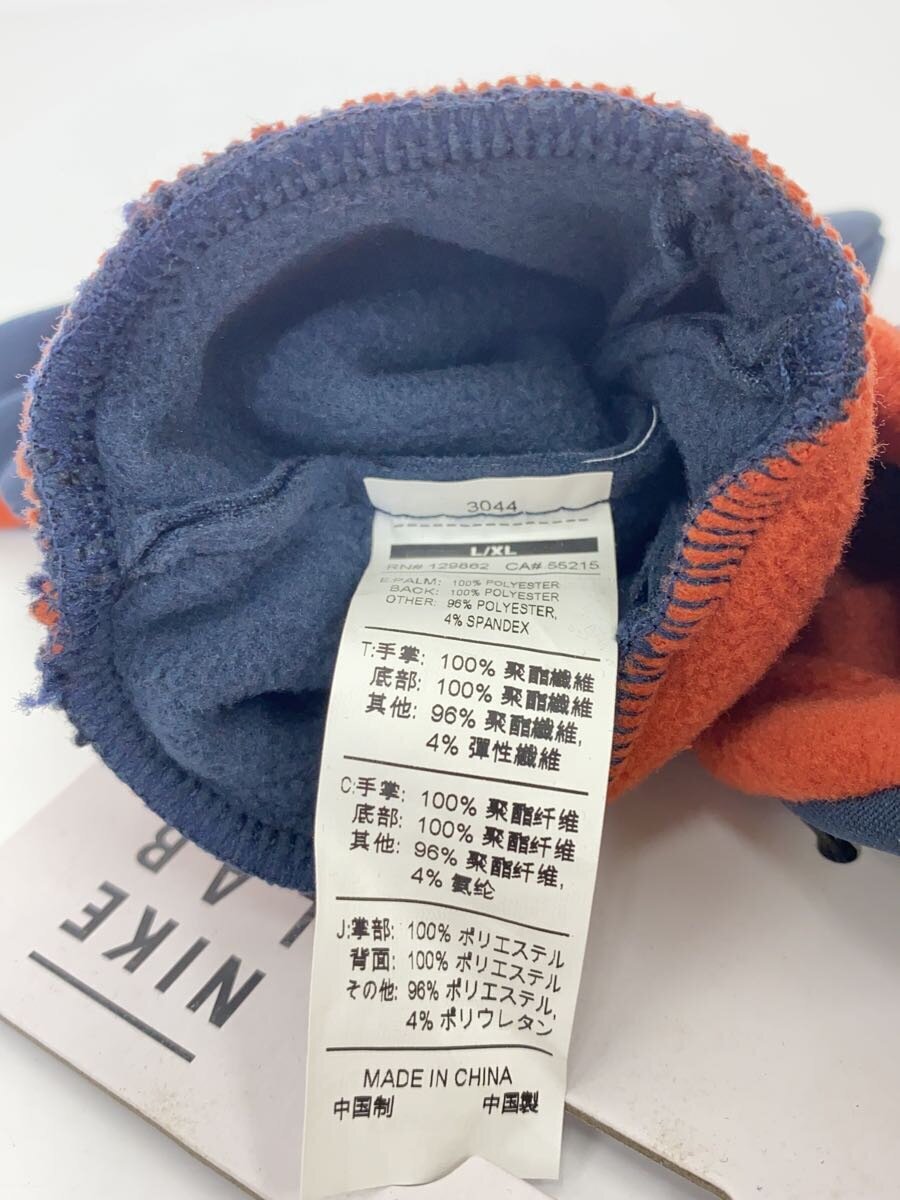 3044
L/XL
RN# 129862 CA# 55215
E.PALM: 100% POLYESTER
BACK: 100% POLYESTER
OTHER: 96% POLYESTER,
4% SPANDEX
T:手掌: 100% 聚酯纖維
底部: 100% 聚酯纖維
其他: 96% 聚酯纖維,
4% 彈性纖維
C:手掌: 100% 聚酯纤维
底部: 100% 聚酯纤维
其他: 96% 聚酯纤维,
4% 氨纶
J:掌部: 100% ポリエステル
背面: 100% ポリエステル
その他: 96% ポリエステル,
4% ポリウレタン
MADE IN CHINA
中国制 中国製
NIKE
LAB